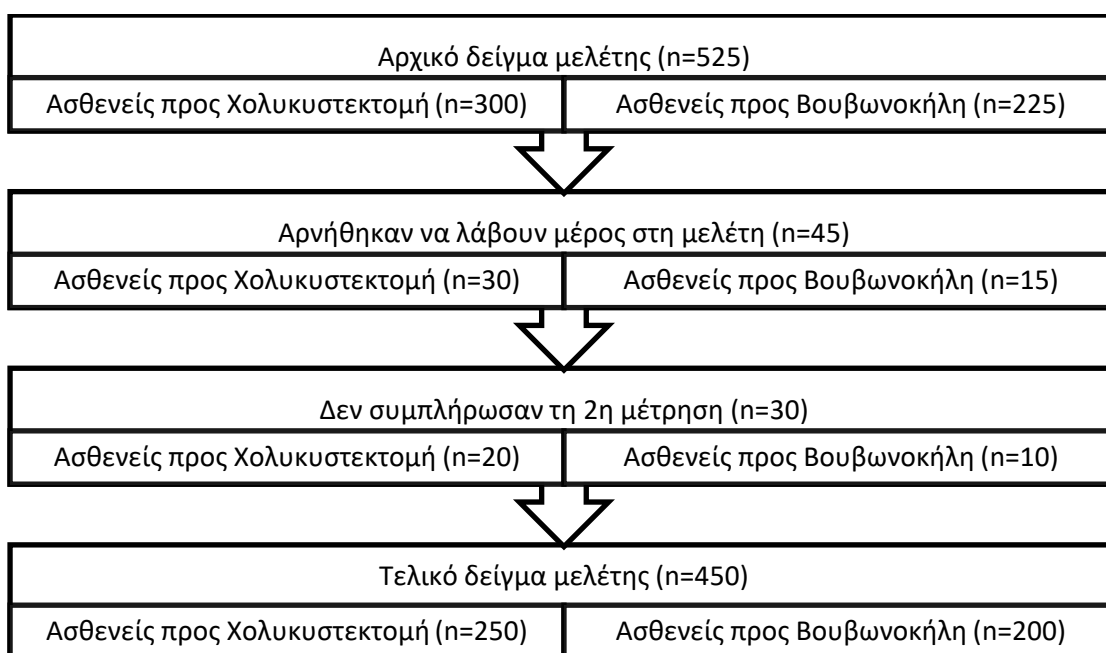 Αρχικό δείγμα μελέτης (n=525)
Ασθενείς προς Χολυκυστεκτομή (n=300)
Ασθενείς προς Βουβωνοκήλη (n=225)
Αρνήθηκαν να λάβουν μέρος στη μελέτη (n=45)
Ασθενείς προς Χολυκυστεκτομή (n=30)
Ασθενείς προς Βουβωνοκήλη (n=15)
Δεν συμπλήρωσαν τη 2η μέτρηση (n=30)
Ασθενείς προς Χολυκυστεκτομή (n=20)
Ασθενείς προς Βουβωνοκήλη (n=10)
Τελικό δείγμα μελέτης (n=450)
Ασθενείς προς Χολυκυστεκτομή (n=250)
Ασθενείς προς Βουβωνοκήλη (n=200)